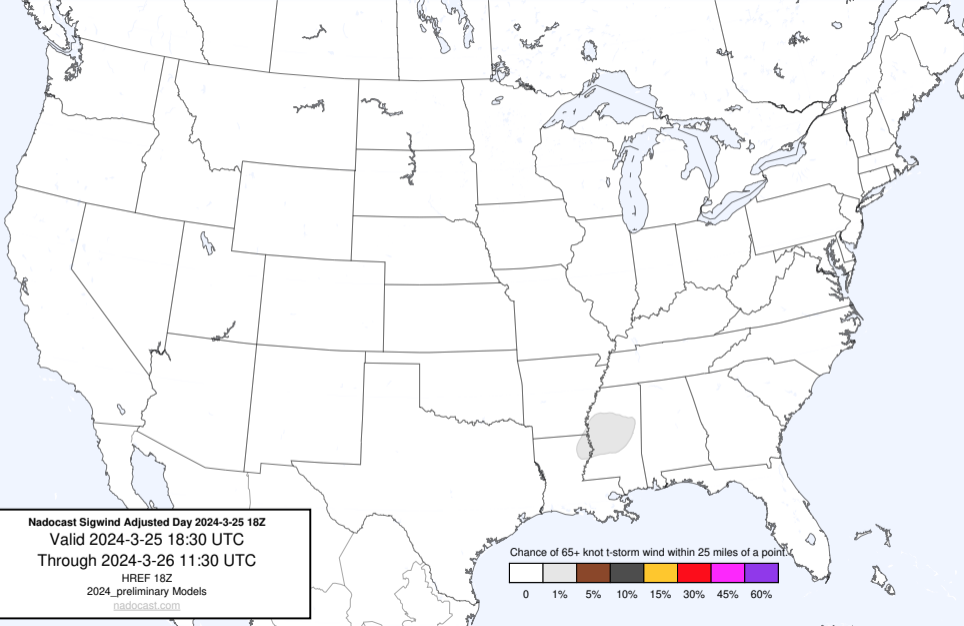 Nadocast Sigwind Adjusted Day 2024-3-25 18Z
Valid 2024-3-25 18:30 UTC
Through 2024-3-26 11:30 UTC
HREF 18Z
2024_preliminary Models
nadocast.com
Chance of 65+ knot t-storm wind within 25 miles of a point.
0 1% 5% 10% 15% 30% 45% 60%